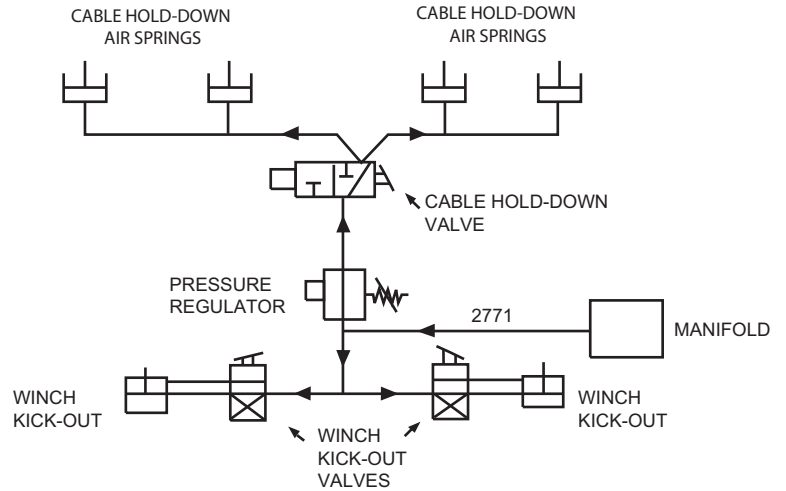 CABLE HOLD-DOWN
AIR SPRINGS
CABLE HOLD-DOWN
AIR SPRINGS
CABLE HOLD-DOWN
VALVE
PRESSURE
REGULATOR
2771
MANIFOLD
WINCH
KICK-OUT
WINCH
KICK-OUT
VALVES
WINCH
KICK-OUT